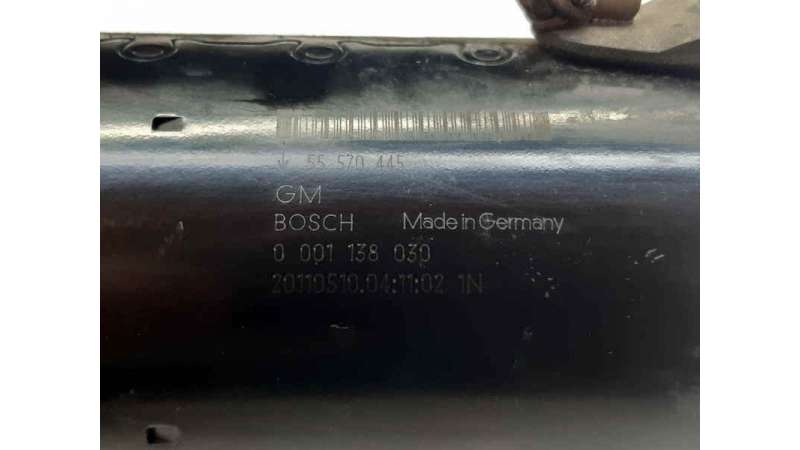 55 570 445
GM
BOSCH Made in Germany
0 001 138 030
20110510.04:11:02 1N